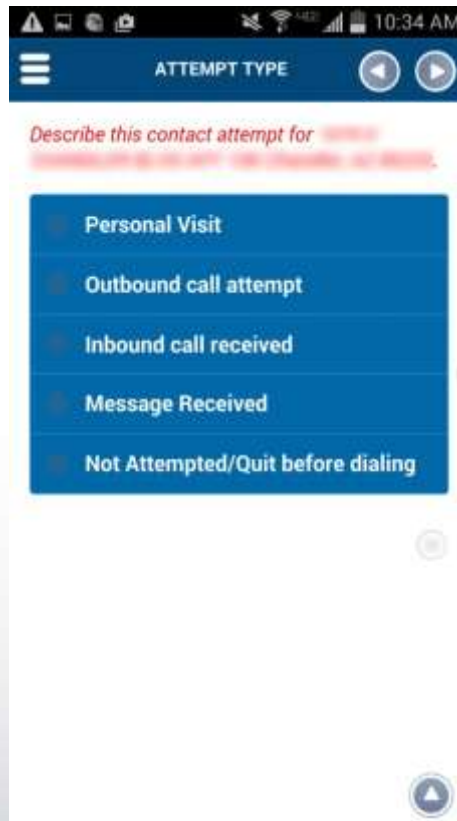 10:34 AM
ATTEMPT TYPE
Describe this contact attempt for
Personal Visit
Outbound call attempt
Inbound call received
Message Received
Not Attempted/Quit before dialing